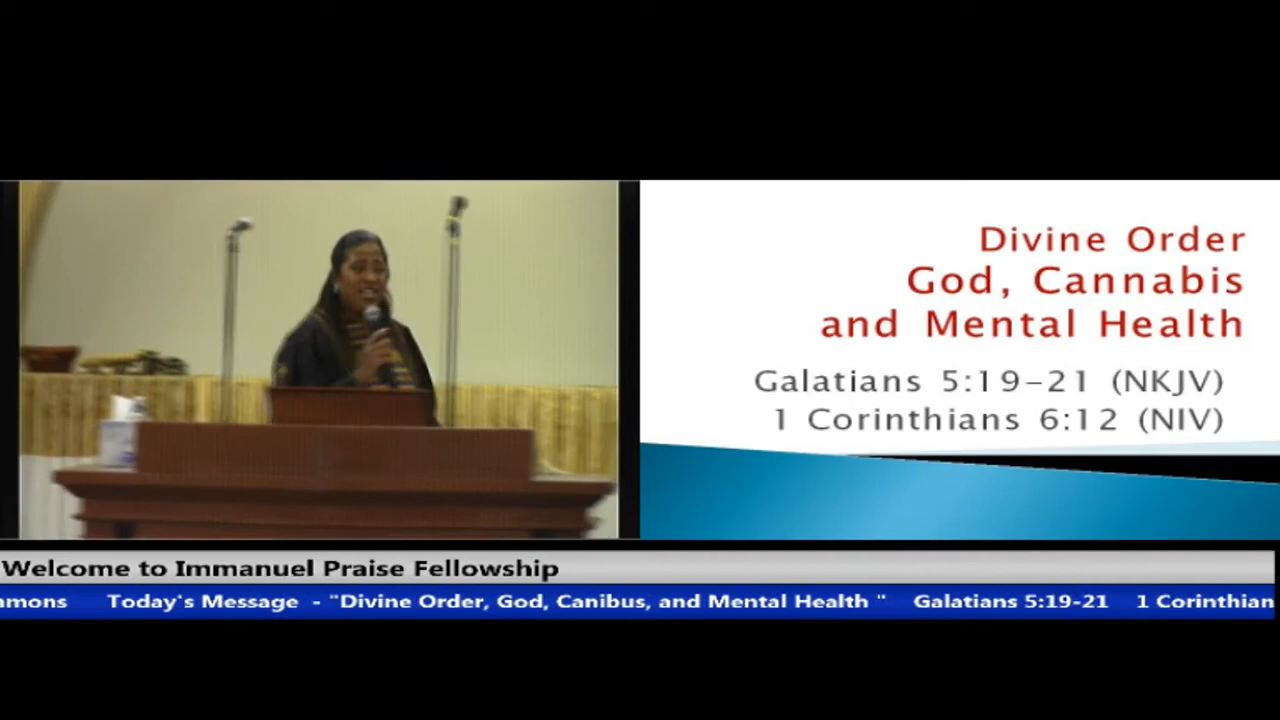 Divine Order
God, Cannabis
and Mental Health
Galatians 5:19-21 (NKJV)
1 Corinthians 6:12 (NIV)
Welcome to Immanuel Praise Fellowship
mmons Today's Message - "Divine Order, God, Canibus, and Mental Health " Galatians 5:19-21 1 Corinthian